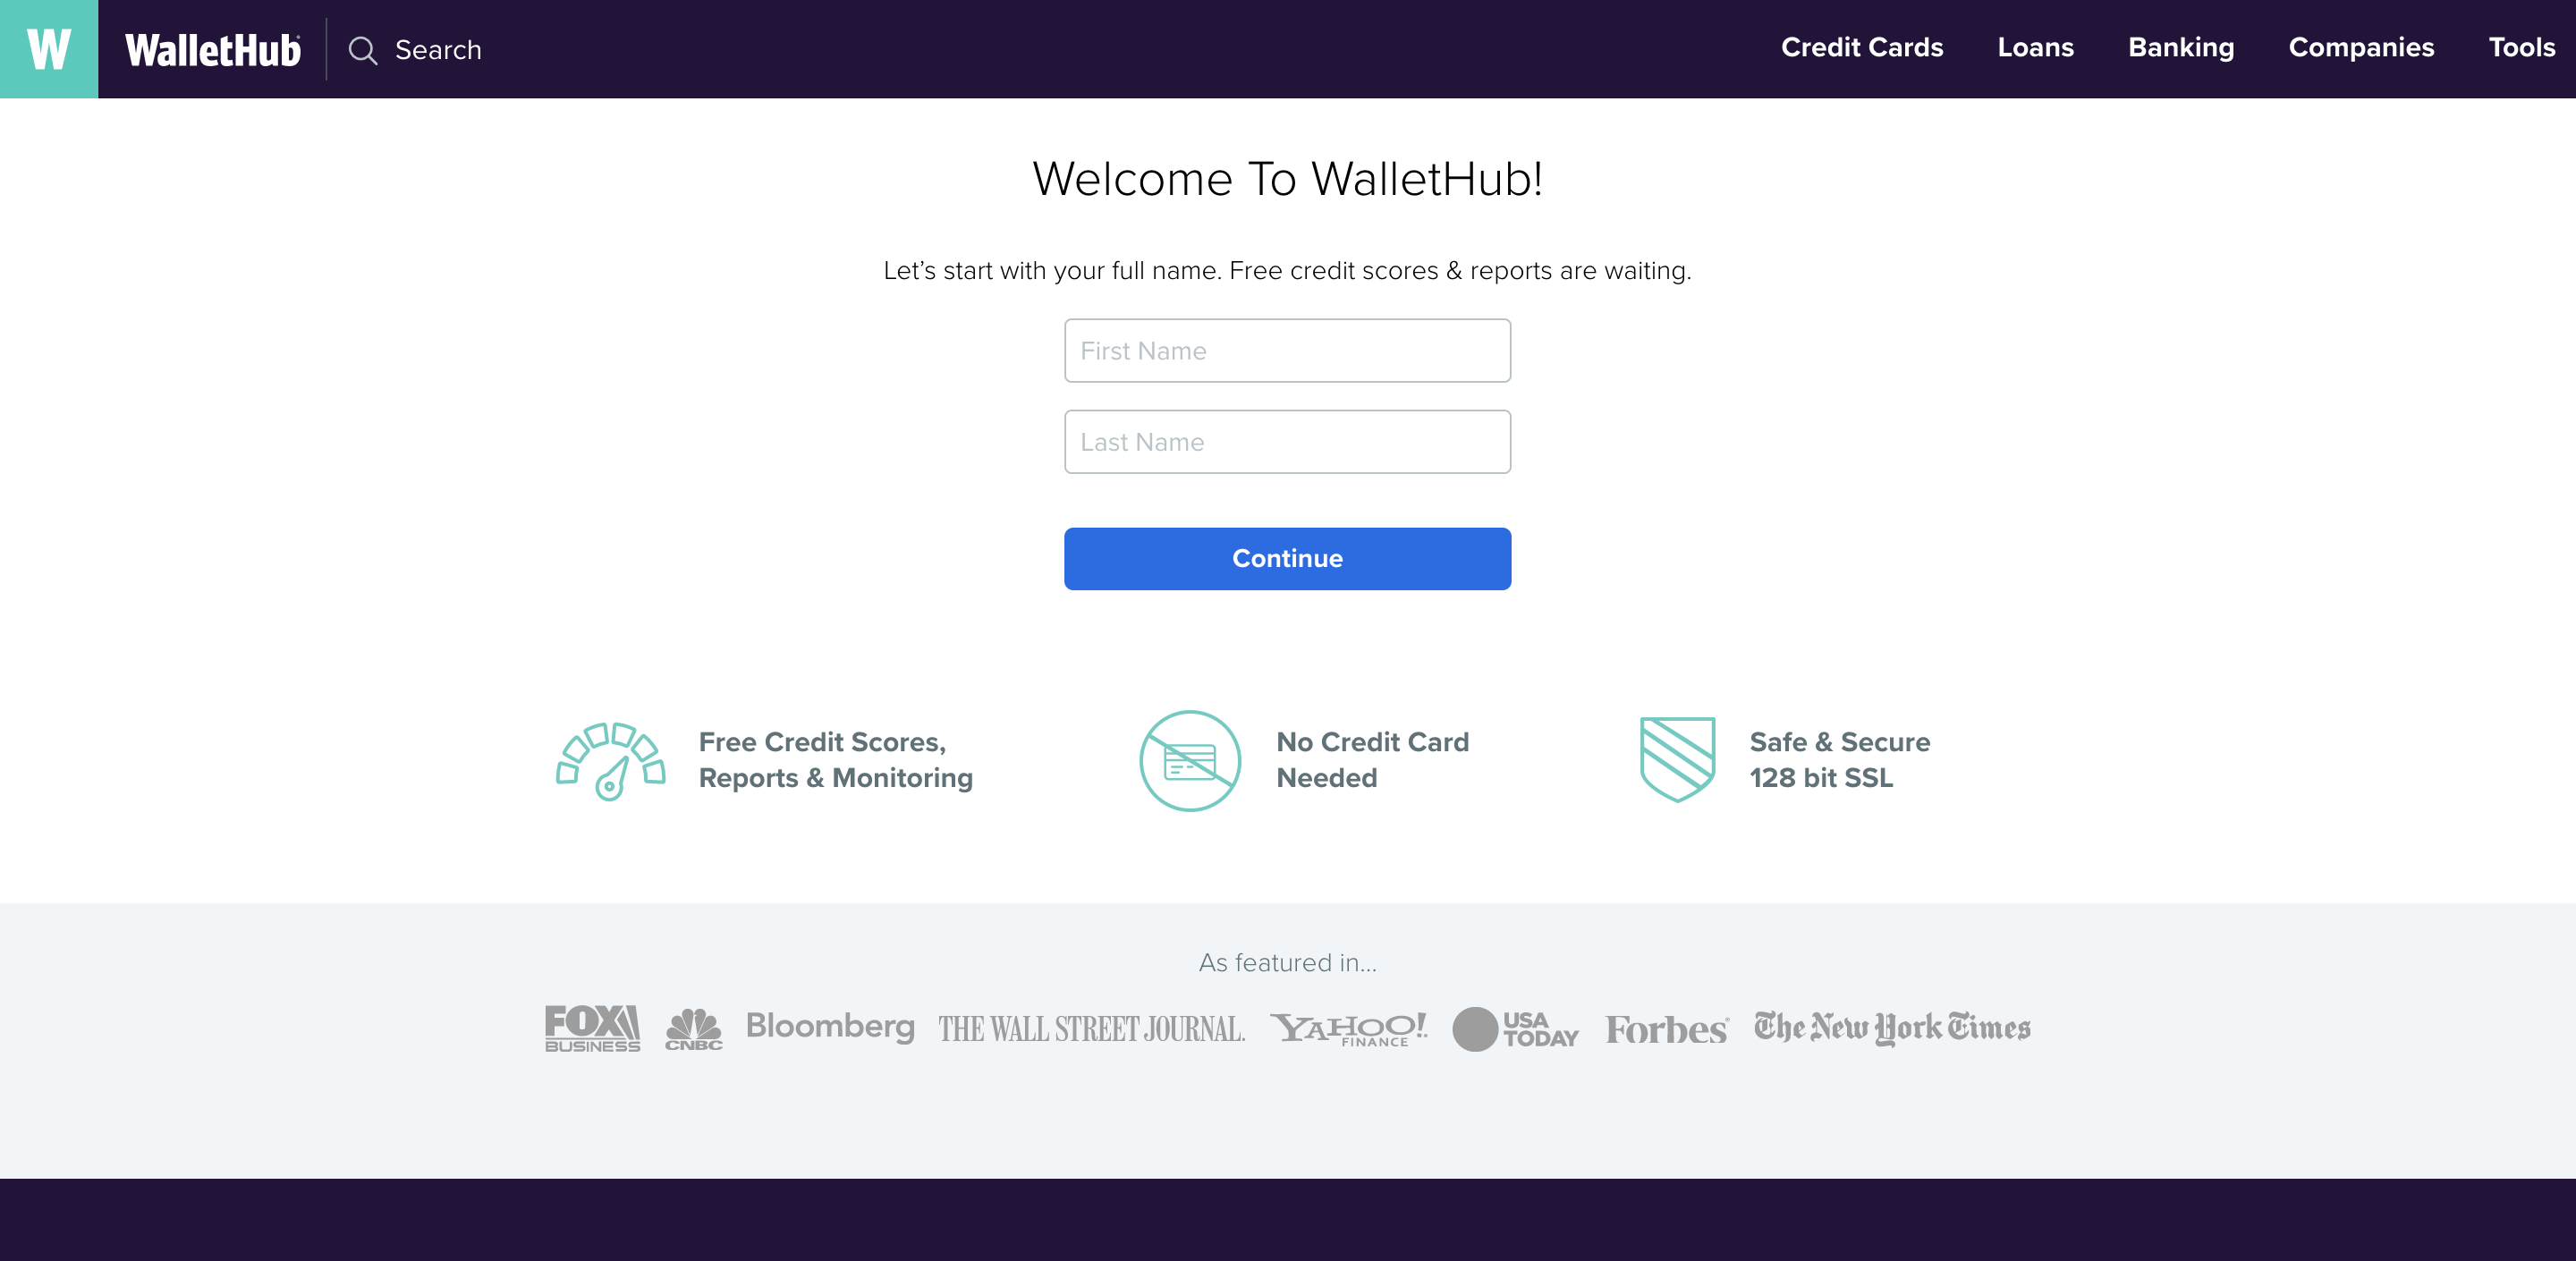 W WalletHub® Search Credit Cards Loans Banking Companies Tools
Welcome To WalletHub!
Let’s start with your full name. Free credit scores & reports are waiting.
First Name
Last Name
Continue
Free Credit Scores,
Reports & Monitoring
No Credit Card
Needed
Safe & Secure
128 bit SSL
As featured in...
FOX
BUSINESS
CNBC
Bloomberg
THE WALL STREET JOURNAL.
YAHOO!
FINANCE
USA
TODAY
Forbes®
The New York Times